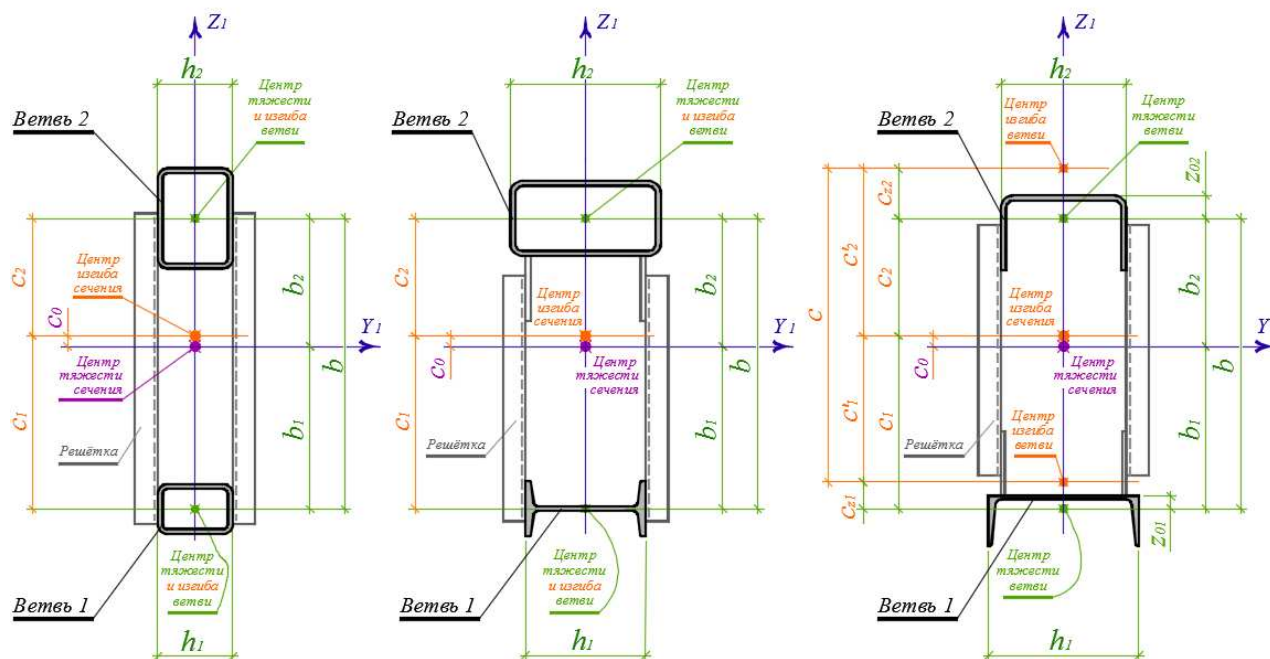 Z1
h2
Центр
тяжести
и изгиба
ветви
Ветвь 2
c2
Центр
изгиба
сечения
b2
c0
Y1
Центр
тяжести
сечения
b
c1
b1
Решётка
Центр
тяжести
и изгиба
ветви
Ветвь 1
h1
Z1
h2
Центр
тяжести
и изгиба
ветви
Ветвь 2
c2
Центр
изгиба
сечения
b2
c0
Y1
Центр
тяжести
сечения
b
c1
b1
Решётка
Центр
тяжести
и изгиба
ветви
Ветвь 1
h1
Z1
h2
Центр
изгиба
ветви
Центр
тяжести
ветви
Ветвь 2
cz2
z02
c
c'2
c2
Центр
изгиба
сечения
b2
c0
Y
Центр
тяжести
сечения
b
c'1
c1
b1
Решётка
Центр
изгиба
ветви
cz1
z01
Центр
тяжести
ветви
Ветвь 1
h1